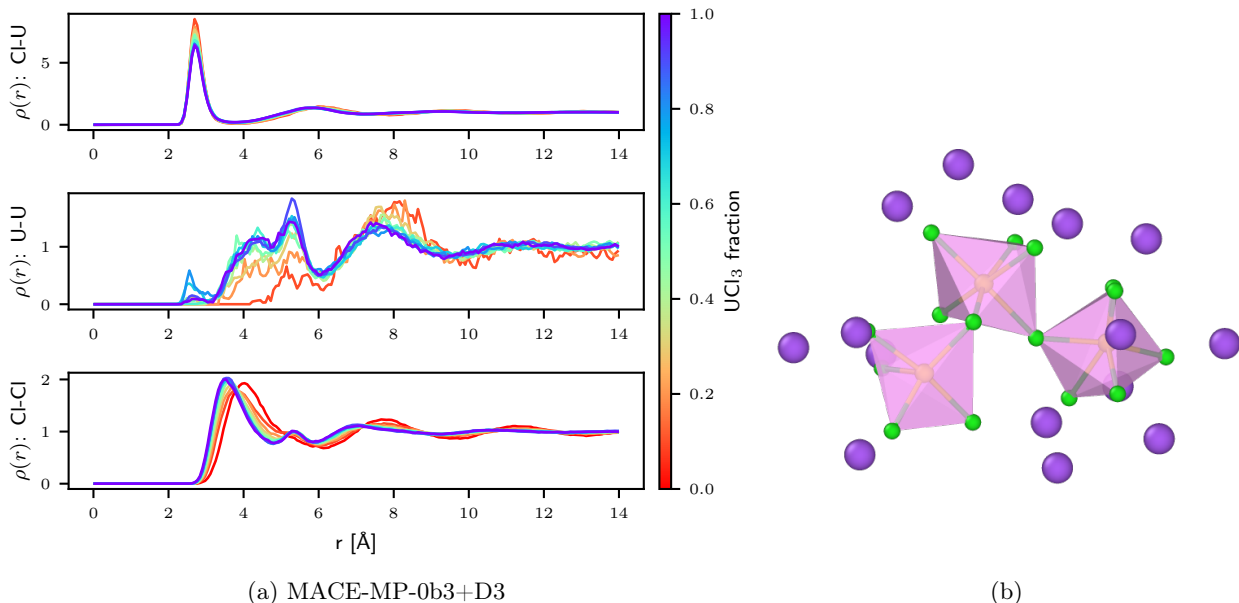 ρ(r): Cl-U
5
0
0 2 4 6 8 10 12 14
ρ(r): U-U
1
0
0 2 4 6 8 10 12 14
ρ(r): Cl-Cl
2
1
0
0 2 4 6 8 10 12 14
r [Å]
1.0
0.8
0.6
0.4
0.2
0.0
UCl₃ fraction
(a) MACE-MP-0b3+D3
(b)